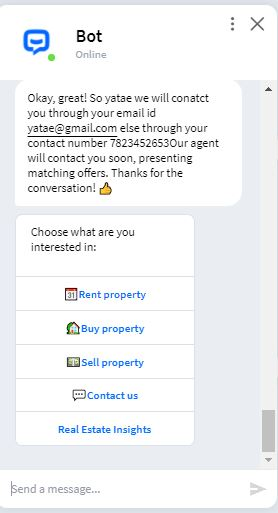 Bot
Online
Okay, great! So yatae we will conatct
you through your email id
yatae@gmail.com else through your
contact number 7823452653Our agent
will contact you soon, presenting
matching offers. Thanks for the
conversation! 👍
Choose what are you
interested in:
Rent property
Buy property
Sell property
Contact us
Real Estate Insights
Send a message...